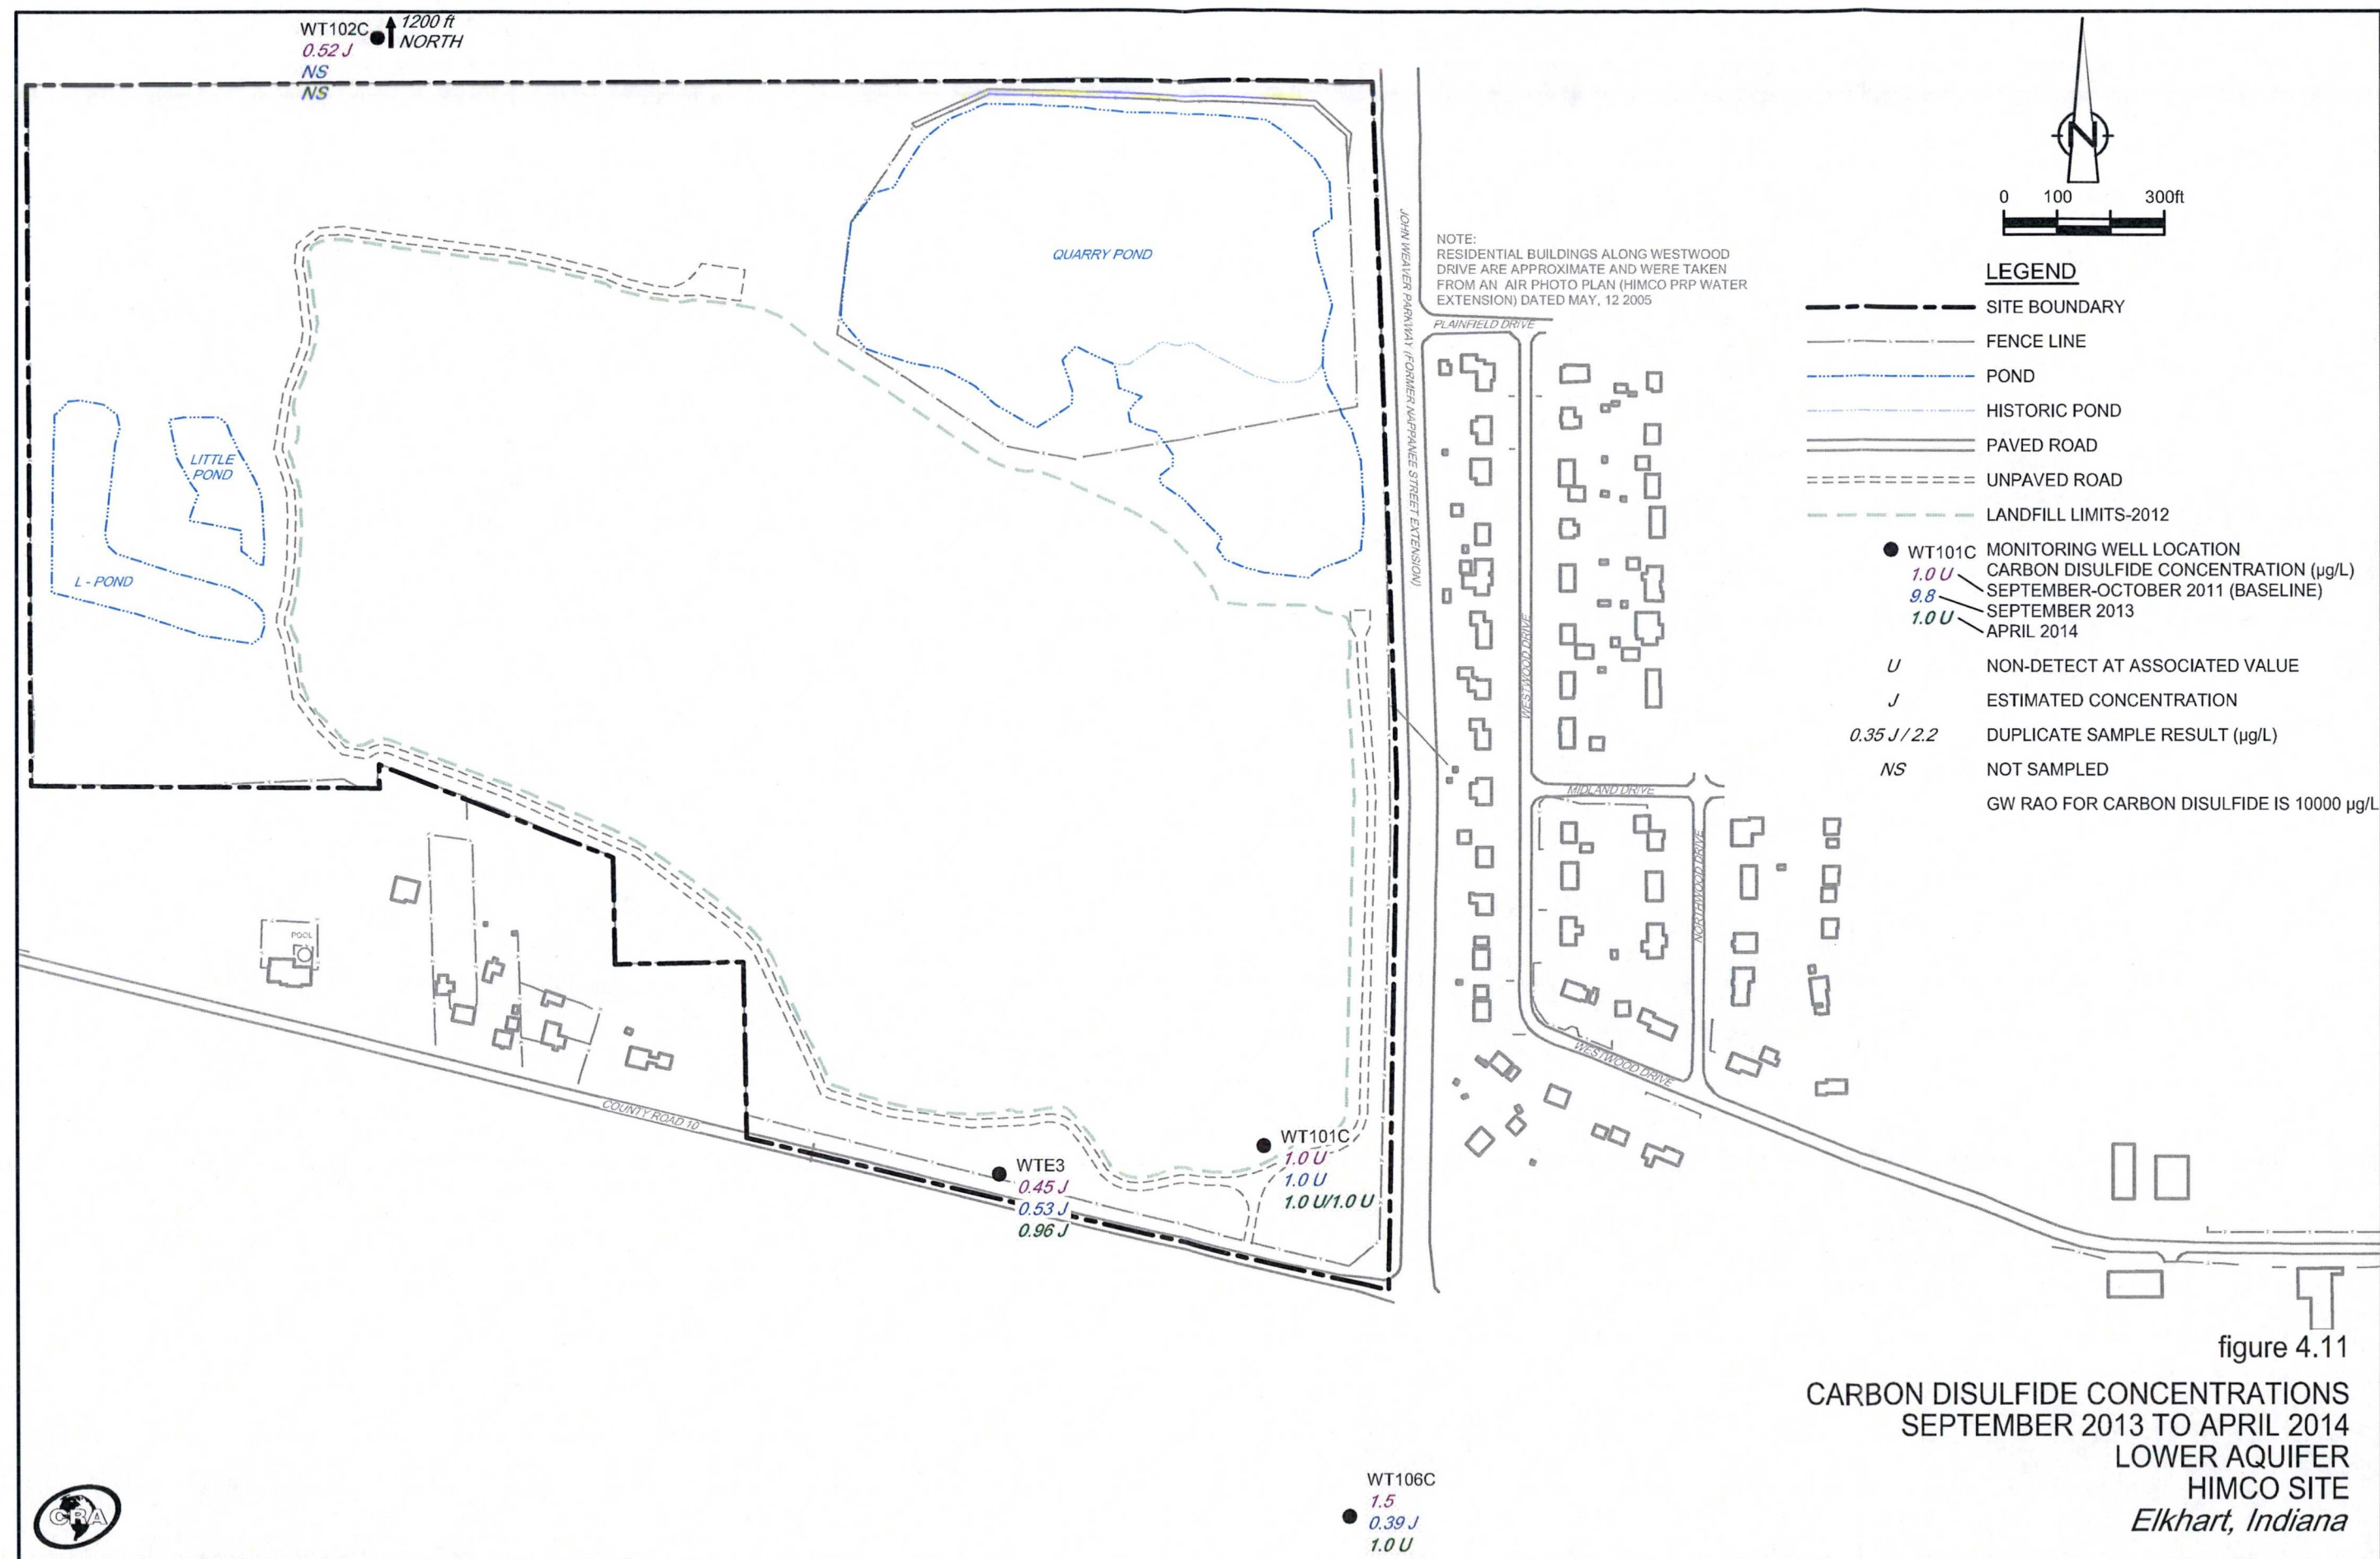 WT102C
1200 ft
NORTH
0.52 J
NS
NS
N
0 100 300ft
QUARRY POND
JOHN WEAVER PARKWAY (FORMER NAPPANEE STREET EXTENSION)
NOTE:
RESIDENTIAL BUILDINGS ALONG WESTWOOD
DRIVE ARE APPROXIMATE AND WERE TAKEN
FROM AN AIR PHOTO PLAN (HIMCO PRP WATER
EXTENSION) DATED MAY, 12 2005
PLAINFIELD DRIVE
LEGEND
SITE BOUNDARY
FENCE LINE
POND
HISTORIC POND
PAVED ROAD
UNPAVED ROAD
LANDFILL LIMITS-2012
WT101C MONITORING WELL LOCATION
CARBON DISULFIDE CONCENTRATION (µg/L)
1.0 U SEPTEMBER-OCTOBER 2011 (BASELINE)
9.8 SEPTEMBER 2013
1.0 U APRIL 2014
U NON-DETECT AT ASSOCIATED VALUE
J ESTIMATED CONCENTRATION
0.35 J / 2.2 DUPLICATE SAMPLE RESULT (µg/L)
NS NOT SAMPLED
GW RAO FOR CARBON DISULFIDE IS 10000 µg/L
LITTLE
POND
L - POND
WESTWOOD DRIVE
MIDLAND DRIVE
NORTHWOOD DRIVE
WESTWOOD DRIVE
POOL
COUNTY ROAD 10
WTE3
0.45 J
0.53 J
0.96 J
WT101C
1.0 U
1.0 U
1.0 U/1.0 U
WT106C
1.5
0.39 J
1.0 U
CRA
figure 4.11
CARBON DISULFIDE CONCENTRATIONS
SEPTEMBER 2013 TO APRIL 2014
LOWER AQUIFER
HIMCO SITE
Elkhart, Indiana